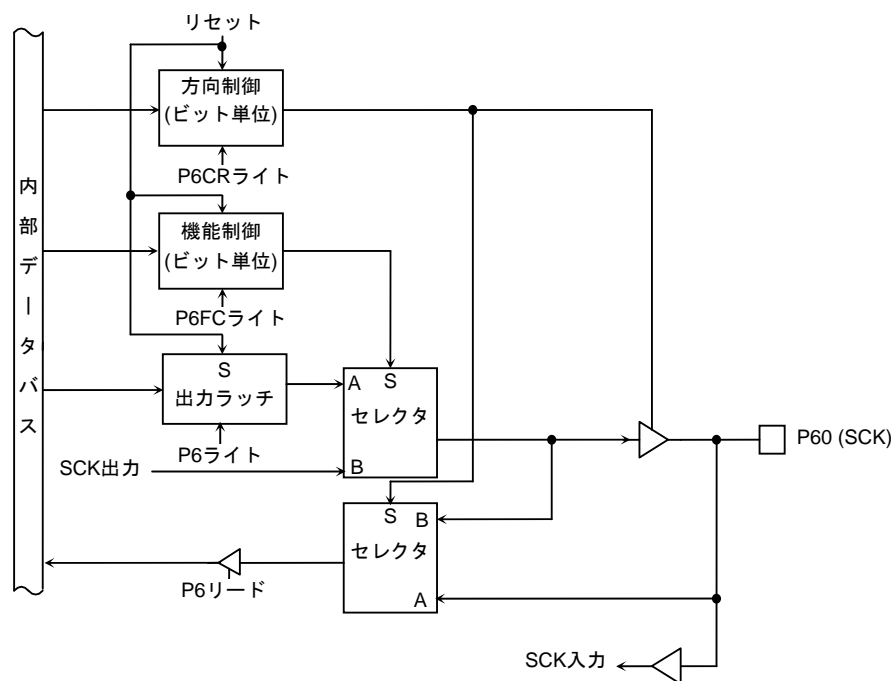 リセット
内部データバス
方向制御
(ビット単位)
P6CRライト
機能制御
(ビット単位)
P6FCライト
S
出力ラッチ
P6ライト
SCK出力
A
S
セレクタ
B
P60 (SCK)
S
B
セレクタ
A
P6リード
SCK入力